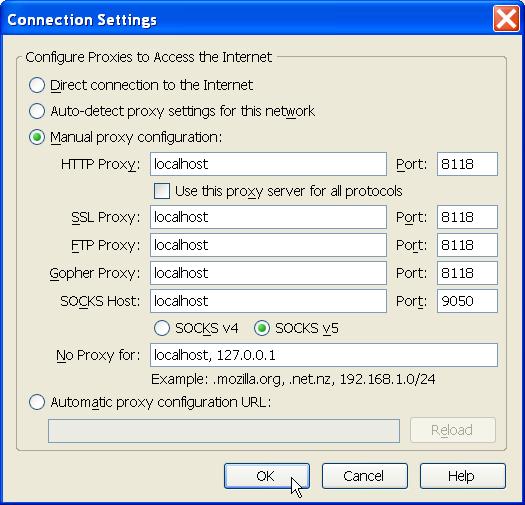 Connection Settings
Configure Proxies to Access the Internet
Direct connection to the Internet
Auto-detect proxy settings for this network
Manual proxy configuration:
HTTP Proxy: localhost Port: 8118
Use this proxy server for all protocols
SSL Proxy: localhost Port: 8118
FTP Proxy: localhost Port: 8118
Gopher Proxy: localhost Port: 8118
SOCKS Host: localhost Port: 9050
SOCKS v4 SOCKS v5
No Proxy for: localhost, 127.0.0.1
Example: .mozilla.org, .net.nz, 192.168.1.0/24
Automatic proxy configuration URL:
Reload
OK Cancel Help